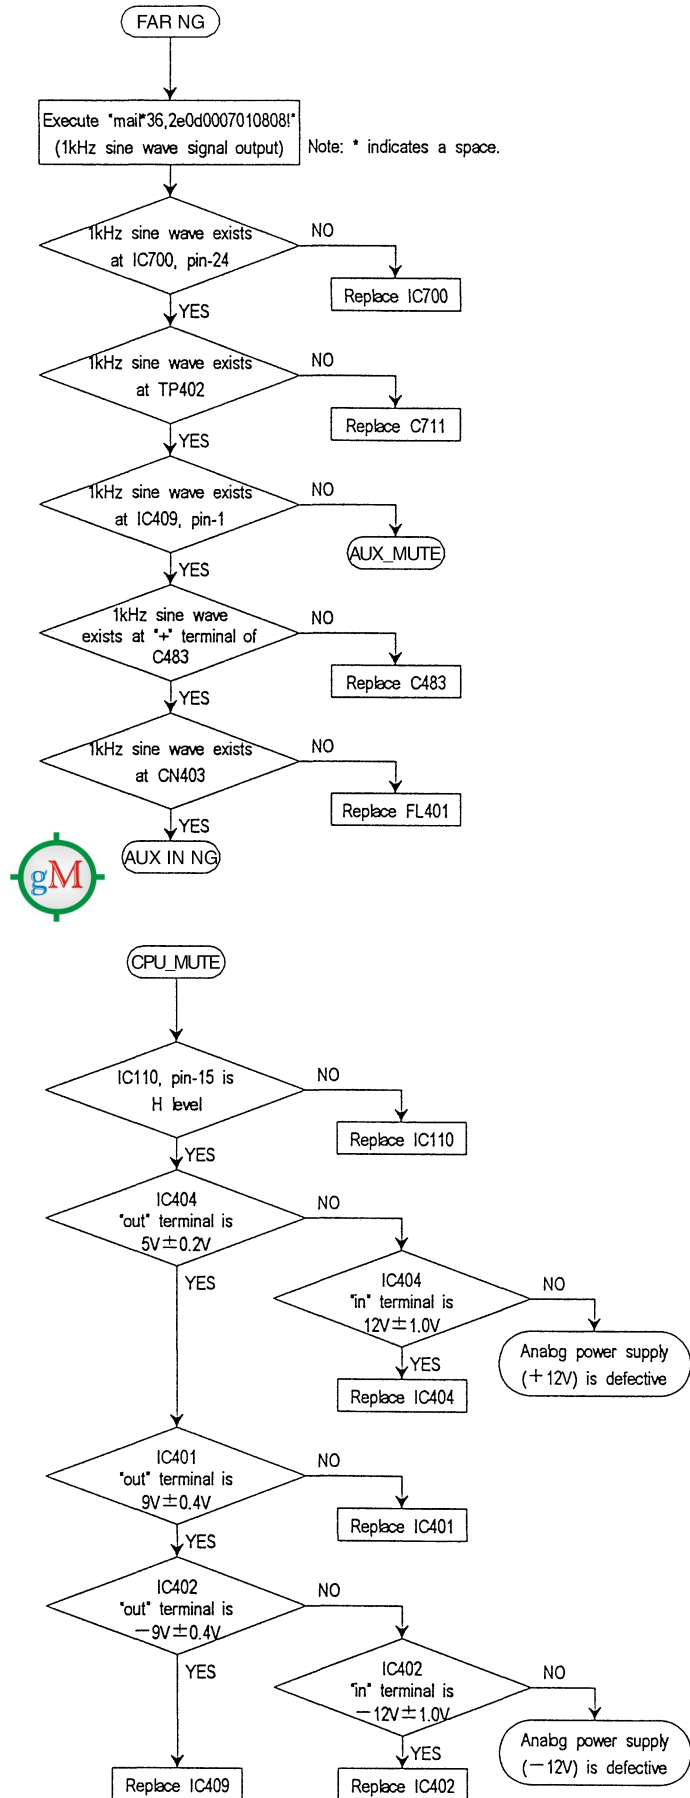 FAR NG
Execute "mail*36,2e0d0007010808!"
(1kHz sine wave signal output)
Note: * indicates a space.
1kHz sine wave exists
at IC700, pin-24
NO
Replace IC700
YES
1kHz sine wave exists
at TP402
NO
Replace C711
YES
1kHz sine wave exists
at IC409, pin-1
NO
AUX_MUTE
YES
1kHz sine wave
exists at "+" terminal of
C483
NO
Replace C483
YES
1kHz sine wave exists
at CN403
NO
Replace FL401
YES
AUX IN NG
gM
CPU_MUTE
IC110, pin-15 is
H level
NO
Replace IC110
YES
IC404
"out" terminal is
5V±0.2V
NO
YES
IC404
"in" terminal is
12V±1.0V
NO
Analog power supply
(+12V) is defective
YES
Replace IC404
IC401
"out" terminal is
9V±0.4V
NO
Replace IC401
YES
IC402
"out" terminal is
−9V±0.4V
NO
YES
IC402
"in" terminal is
−12V±1.0V
NO
Analog power supply
(−12V) is defective
YES
Replace IC409
Replace IC402